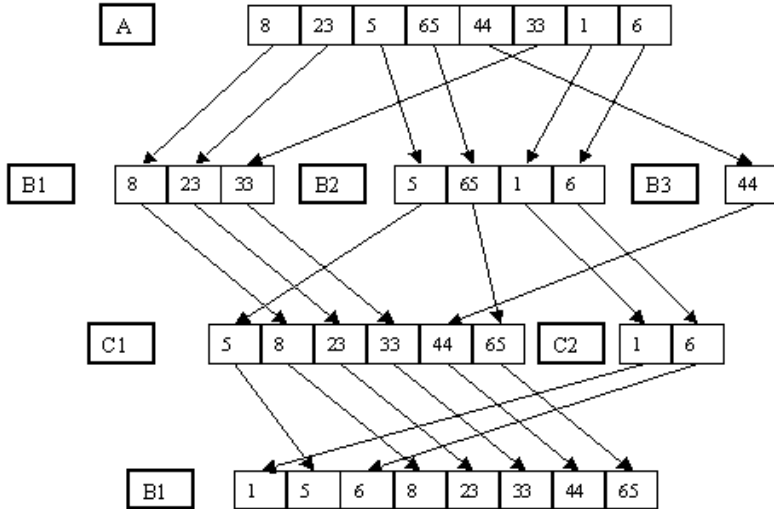 A 8 23 5 65 44 33 1 6
B1 8 23 33 B2 5 65 1 6 B3 44
C1 5 8 23 33 44 65 C2 1 6
B1 1 5 6 8 23 33 44 65